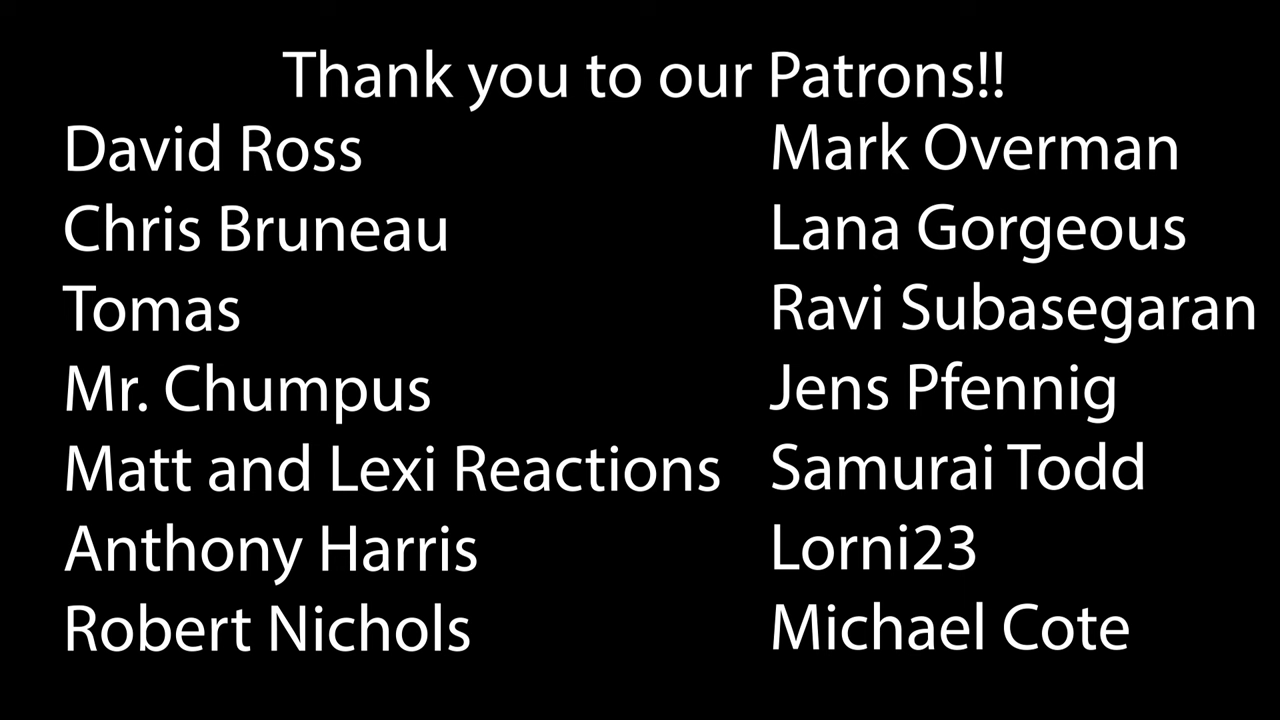 Thank you to our Patrons!!
David Ross
Chris Bruneau
Tomas
Mr. Chumpus
Matt and Lexi Reactions
Anthony Harris
Robert Nichols
Mark Overman
Lana Gorgeous
Ravi Subasegaran
Jens Pfennig
Samurai Todd
Lorni23
Michael Cote